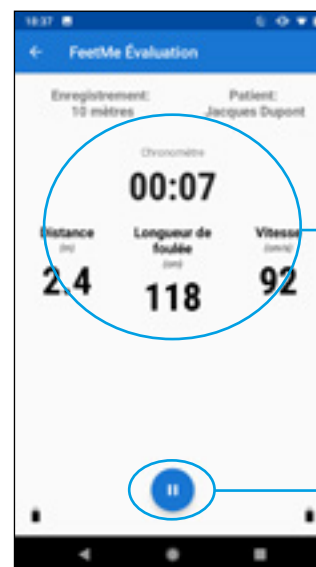 18:37
FeetMe Évaluation
Enregistrement: Patient:
10 mètres Jacques Dupont
Chronomètre
00:07
Distance Longueur de foulée Vitesse
(m) (cm) (cm/s)
2.4 118 92